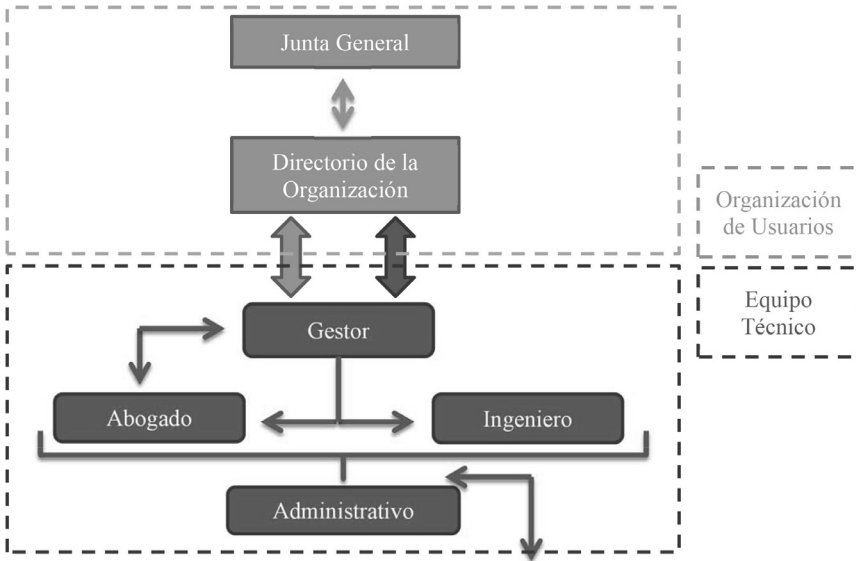 Junta General
Directorio de la
Organización
Organización
de Usuarios
Equipo
Técnico
Gestor
Abogado
Ingeniero
Administrativo